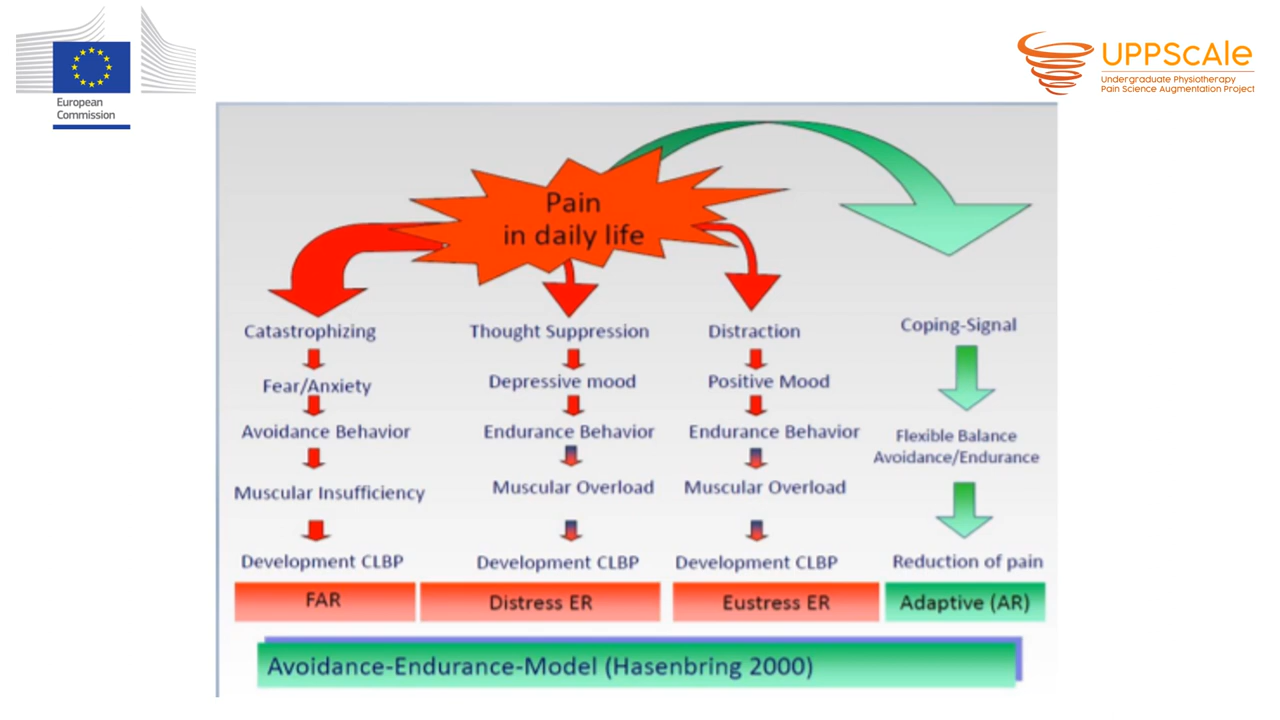 European
Commission
UPPScale
Undergraduate Physiotherapy
Pain Science Augmentation Project
Pain
in daily life
Catastrophizing
Fear/Anxiety
Avoidance Behavior
Muscular Insufficiency
Development CLBP
FAR
Thought Suppression
Depressive mood
Endurance Behavior
Muscular Overload
Development CLBP
Distress ER
Distraction
Positive Mood
Endurance Behavior
Muscular Overload
Development CLBP
Eustress ER
Coping-Signal
Flexible Balance
Avoidance/Endurance
Reduction of pain
Adaptive (AR)
Avoidance-Endurance-Model (Hasenbring 2000)